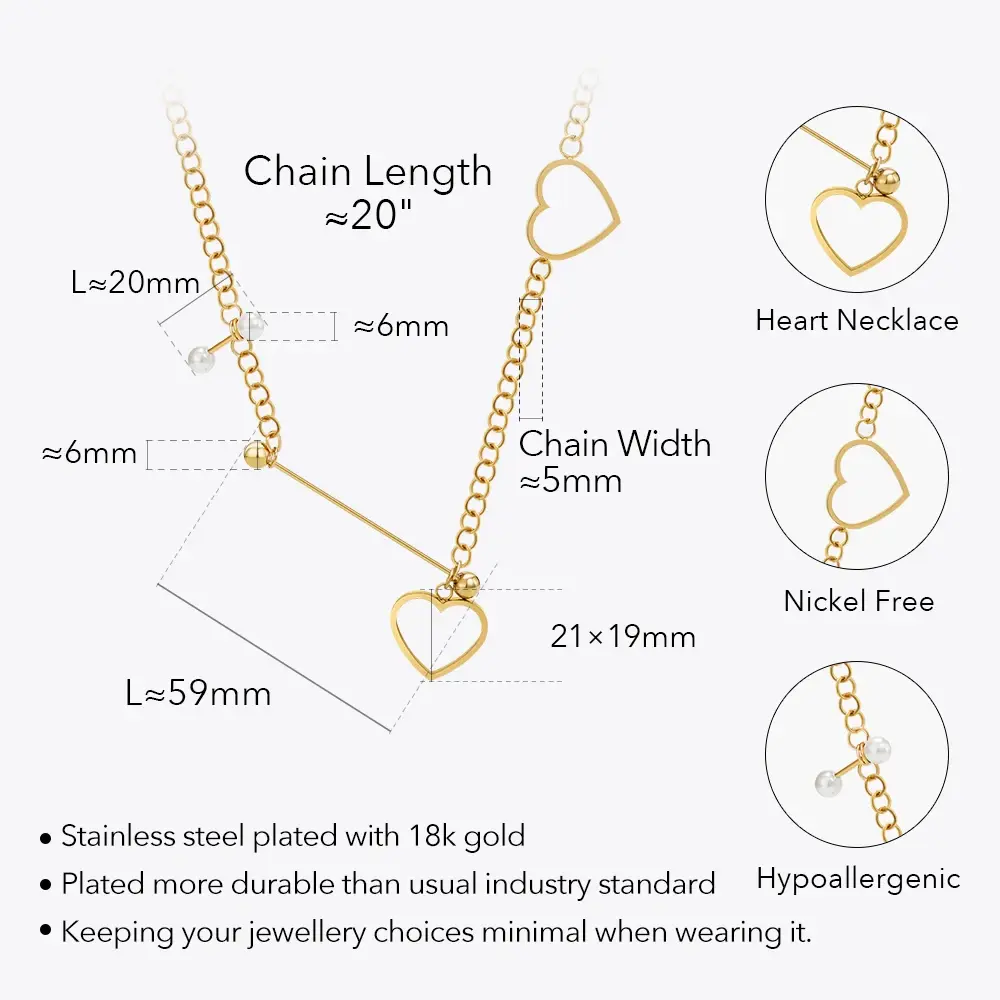 Chain Length
≈20"
L≈20mm
≈6mm
≈6mm
Chain Width
≈5mm
21×19mm
L≈59mm
Heart Necklace
Nickel Free
Hypoallergenic
• Stainless steel plated with 18k gold
• Plated more durable than usual industry standard
• Keeping your jewellery choices minimal when wearing it.